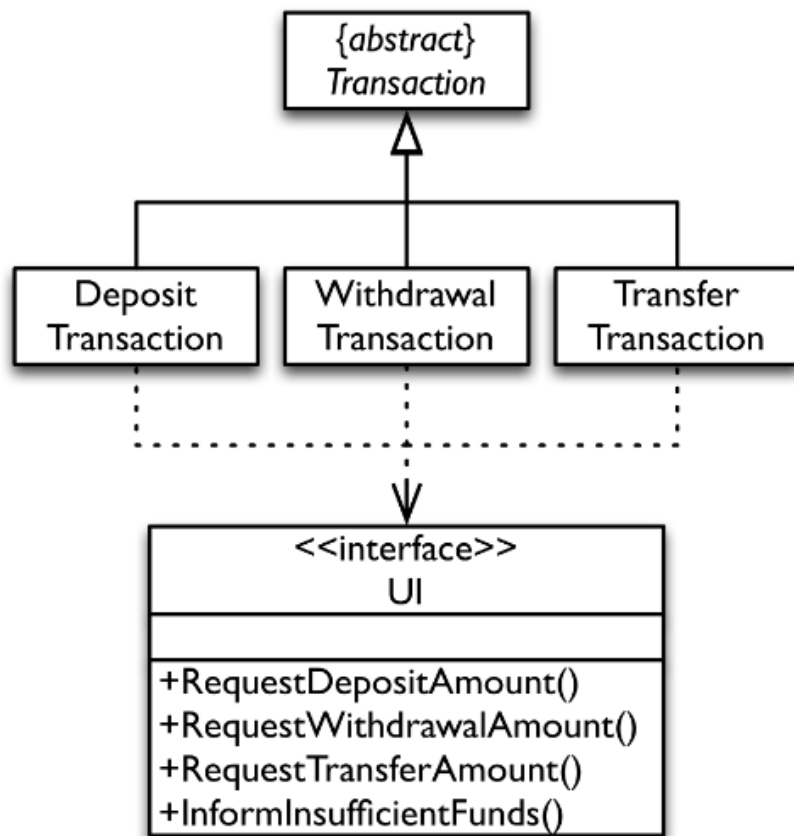 {abstract}
Transaction
Deposit
Transaction
Withdrawal
Transaction
Transfer
Transaction
<<interface>>
UI
+RequestDepositAmount()
+RequestWithdrawalAmount()
+RequestTransferAmount()
+InformInsufficientFunds()